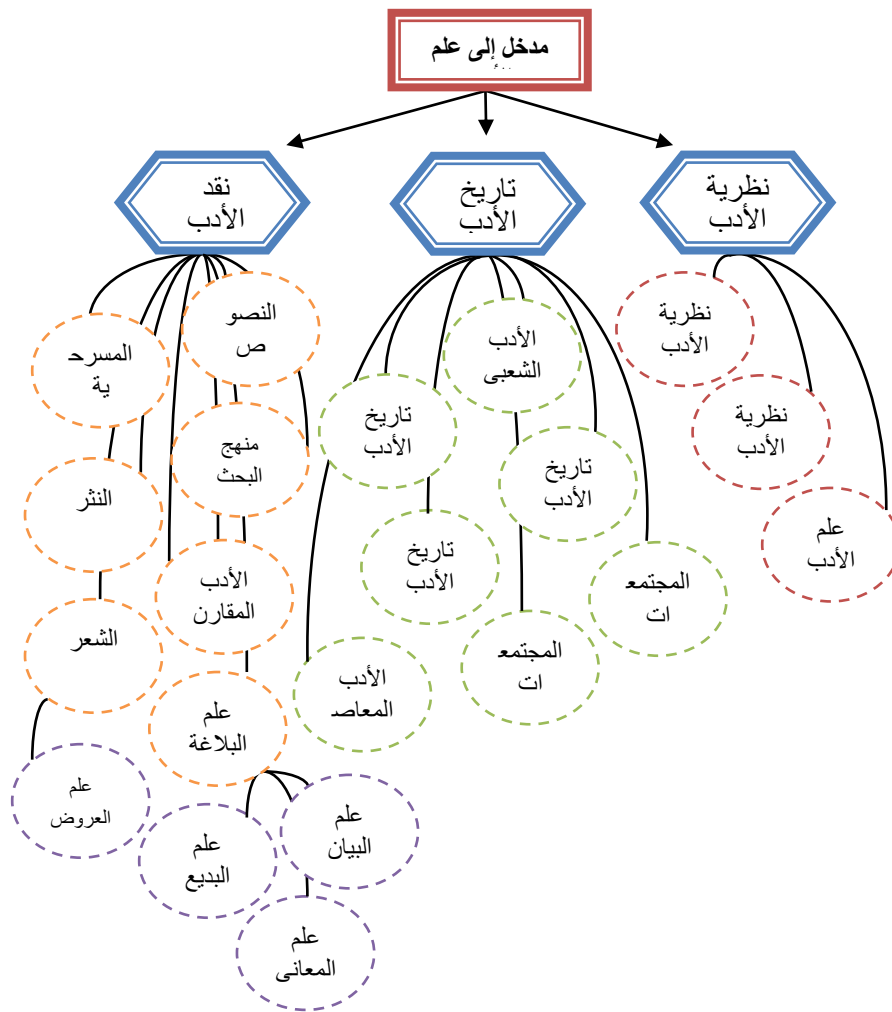 مدخل إلى علم
نظرية
الأدب
تاريخ
الأدب
نقد
الأدب
نظرية
الأدب
نظرية
الأدب
علم
الأدب
الأدب
الشعبى
تاريخ
الأدب
تاريخ
الأدب
تاريخ
الأدب
المجتمع
ات
المجتمع
ات
الأدب
المعاصر
النصو
ص
المسرح
ية
منهج
البحث
النثر
الأدب
المقارن
الشعر
علم
البلاغة
علم
العروض
علم
البيان
علم
البديع
علم
المعانى